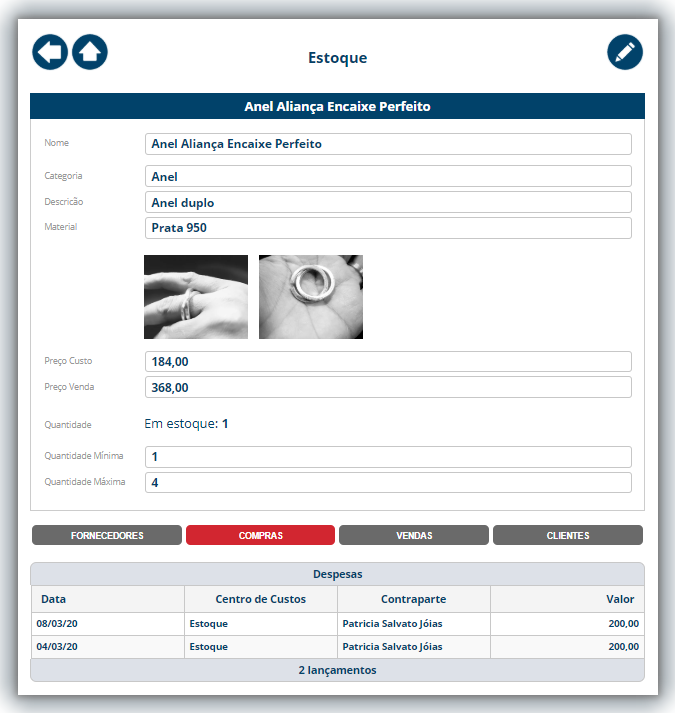 Estoque
Anel Aliança Encaixe Perfeito
Nome Anel Aliança Encaixe Perfeito
Categoria Anel
Descricão Anel duplo
Material Prata 950
Preço Custo 184,00
Preço Venda 368,00
Quantidade Em estoque: 1
Quantidade Mínima 1
Quantidade Máxima 4
FORNECEDORES COMPRAS VENDAS CLIENTES
Despesas
Data Centro de Custos Contraparte Valor
08/03/20 Estoque Patricia Salvato Jóias 200,00
04/03/20 Estoque Patricia Salvato Jóias 200,00
2 lançamentos